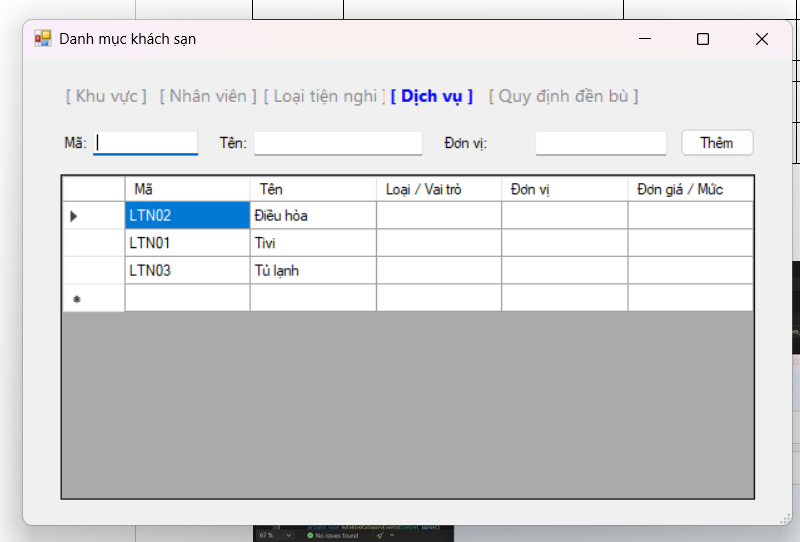 Danh mục khách sạn
[ Khu vực ] [ Nhân viên ] [ Loại tiện nghi ] [ Dịch vụ ] [ Quy định đền bù ]
Mã: Tên: Đơn vị: Thêm
Mã Tên Loại / Vai trò Đơn vị Đơn giá / Mức
LTN02 Điều hòa
LTN01 Tivi
LTN03 Tủ lạnh
67 % No issues found